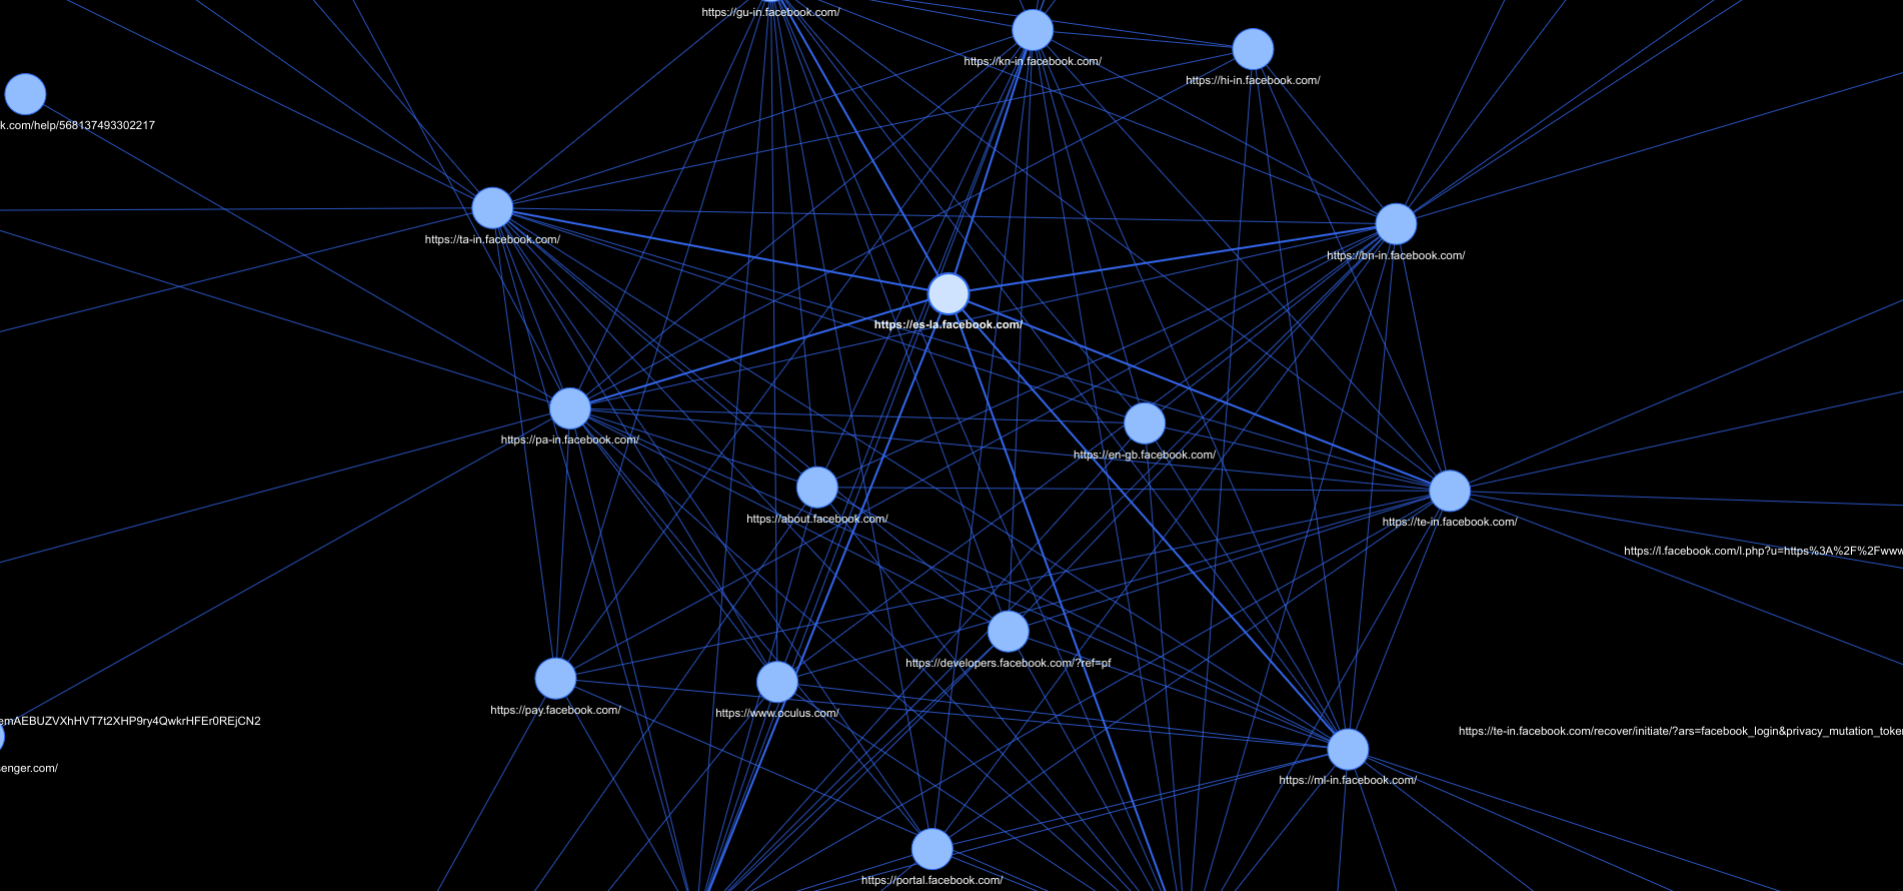 https://gu-in.facebook.com/
https://kn-in.facebook.com/
https://hi-in.facebook.com/
k.com/help/568137493302217
https://ta-in.facebook.com/
https://bn-in.facebook.com/
https://es-la.facebook.com/
https://pa-in.facebook.com/
https://en-gb.facebook.com/
https://about.facebook.com/
https://te-in.facebook.com/
https://l.facebook.com/l.php?u=https%3A%2F%2Fwww
https://developers.facebook.com/?ref=pf
https://pay.facebook.com/
https://www.oculus.com/
emAEBUZVXhHVT7t2XHP9ry4QwkrHFEr0REjCN2
https://te-in.facebook.com/recover/initiate/?ars=facebook_login&privacy_mutation_token
enger.com/
https://ml-in.facebook.com/
https://portal.facebook.com/